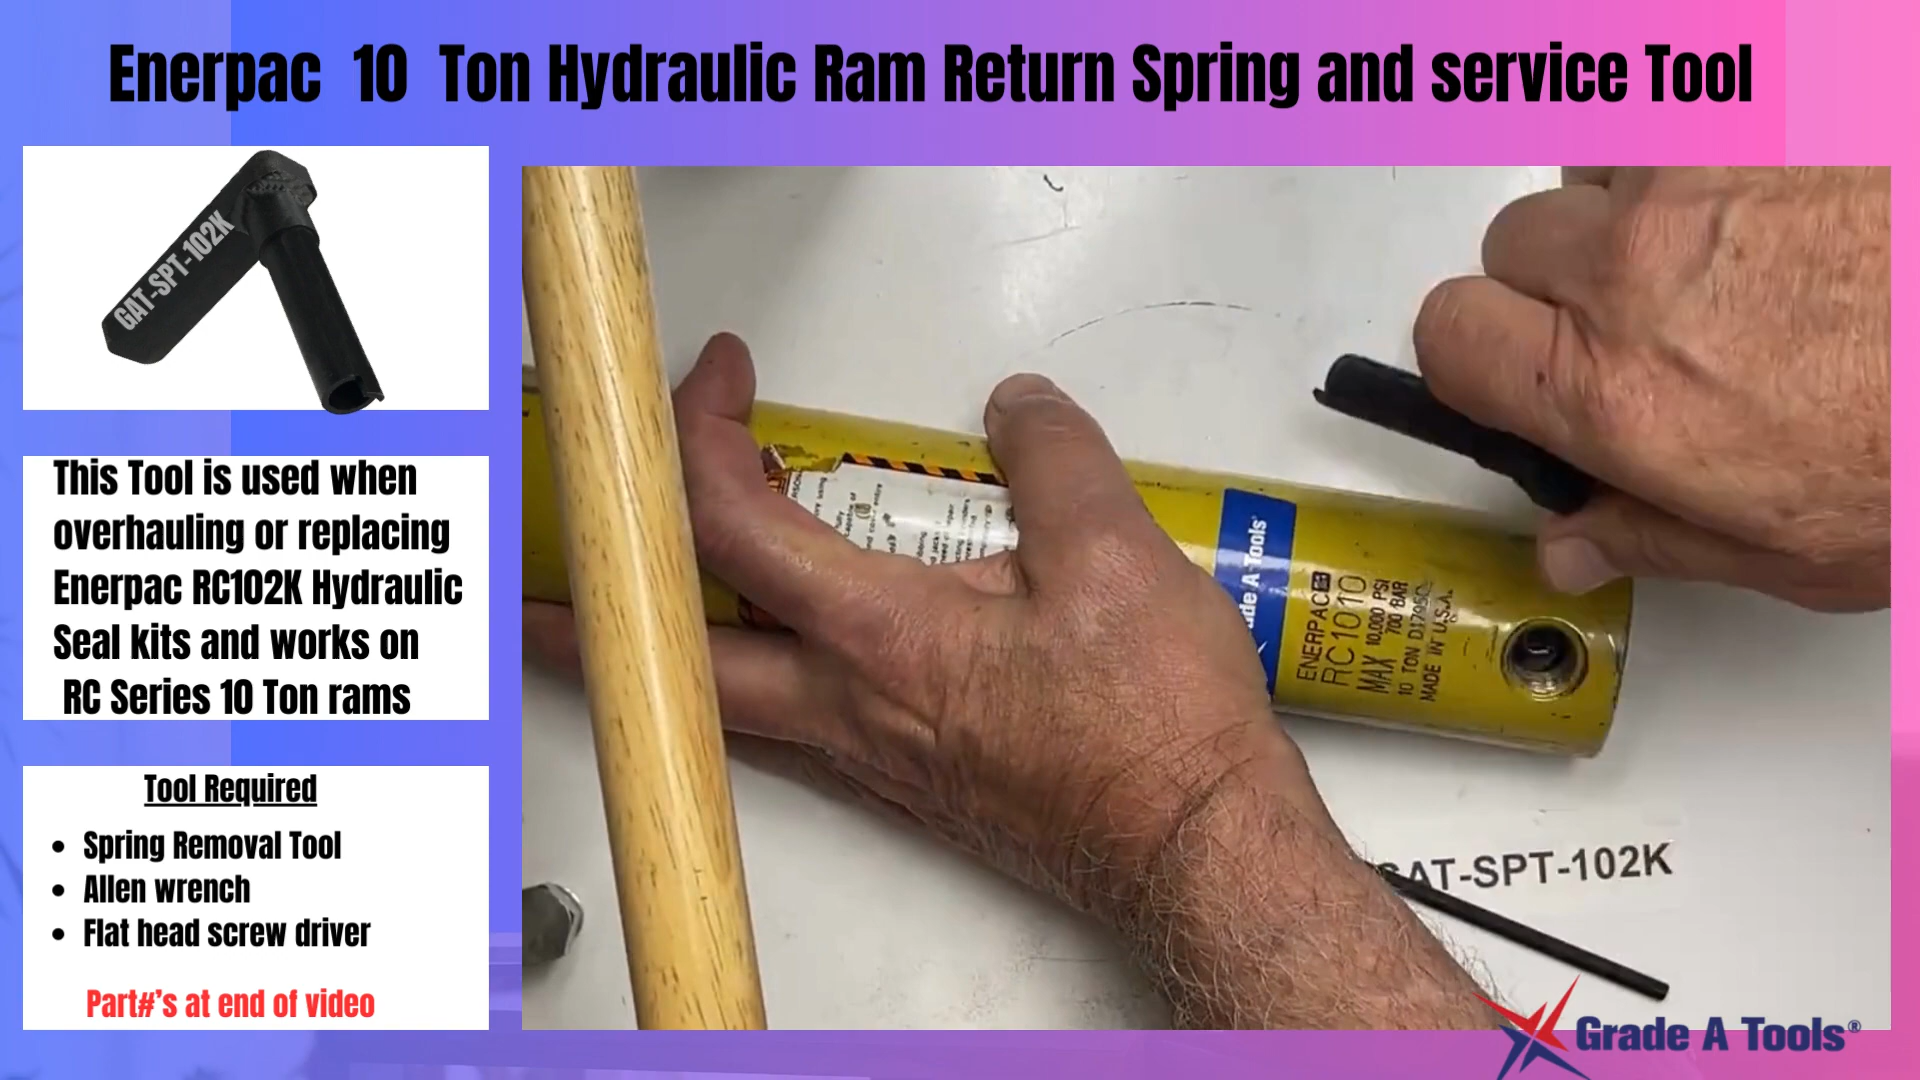 Enerpac 10 Ton Hydraulic Ram Return Spring and service Tool
GAT-SPT-102K
This Tool is used when
overhauling or replacing
Enerpac RC102K Hydraulic
Seal kits and works on
RC Series 10 Ton rams
Tool Required
• Spring Removal Tool
• Allen wrench
• Flat head screw driver
Part#'s at end of video
de A Tools®
ENERPAC
RC1010
MAX 10,000 PSI
700 BAR
10 TON
MADE IN U.S.A.
AT-SPT-102K
Grade A Tools®